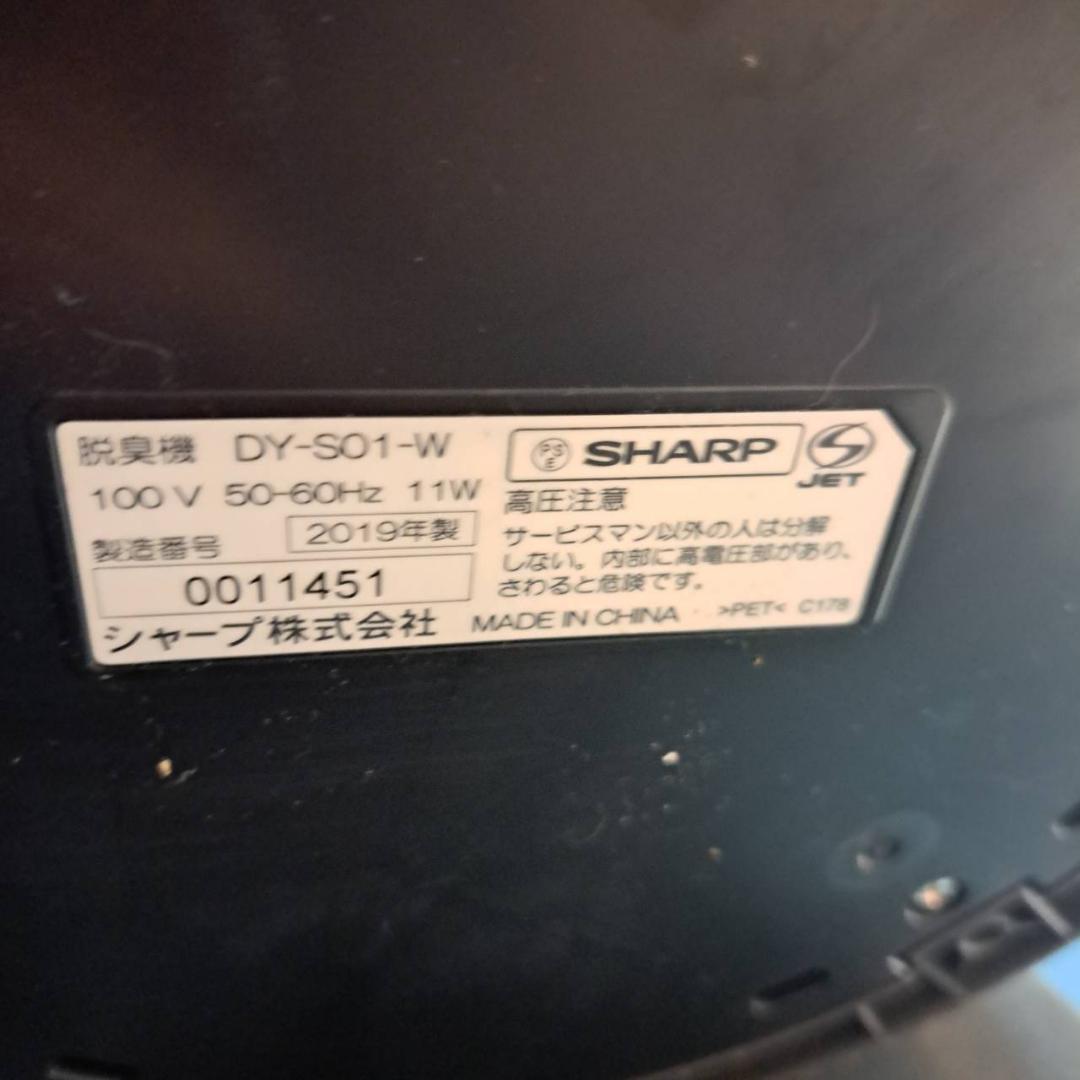 脱臭機 DY-S01-W
100V 50-60Hz 11W
製造番号 2019年製
0011451
シャープ株式会社
PSE SHARP
JET
高圧注意
サービスマン以外の人は分解
しない。内部に高電圧部があり、
さわると危険です。
MADE IN CHINA >PET< C178